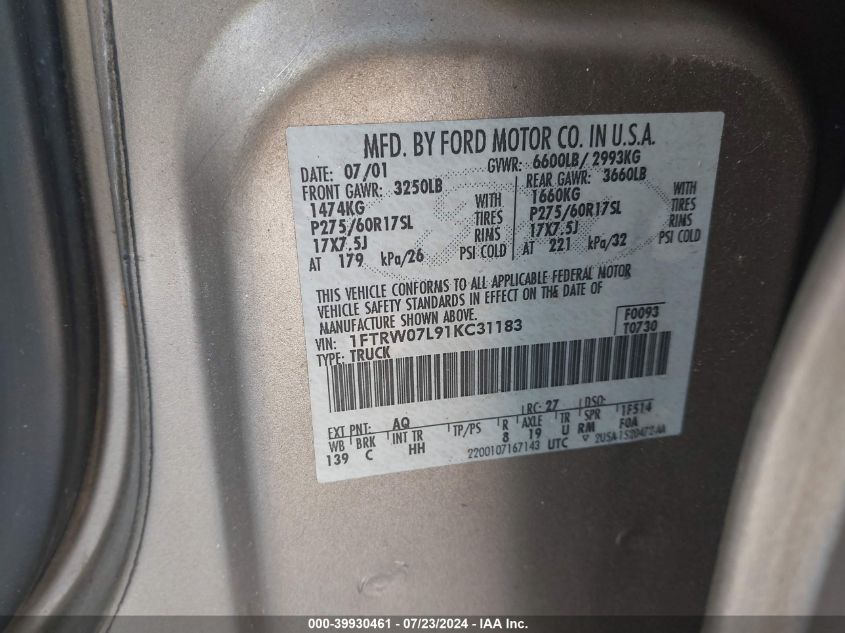 MFD. BY FORD MOTOR CO. IN U.S.A.
DATE: 07/01 GVWR: 6600LB/ 2993KG
FRONT GAWR: 3250LB REAR GAWR: 3660LB
1474KG WITH 1660KG WITH
P275/60R17SL TIRES P275/60R17SL TIRES
17X7.5J RIMS 17X7.5J RIMS
AT 179 kPa/26 PSI COLD AT 221 kPa/32 PSI COLD
THIS VEHICLE CONFORMS TO ALL APPLICABLE FEDERAL MOTOR
VEHICLE SAFETY STANDARDS IN EFFECT ON THE DATE OF
MANUFACTURE SHOWN ABOVE.
VIN: 1FTRW07L91KC31183 F0093
TYPE: TRUCK T0730
EXT PNT: AQ RC: 27 DSO:
WB BRK INT TR TP/PS R AXLE TR SPR 1F514
139 C HH 8 19 U RM F0A
2200107167143 UTC
000-39930461 - 07/23/2024 - IAA Inc.